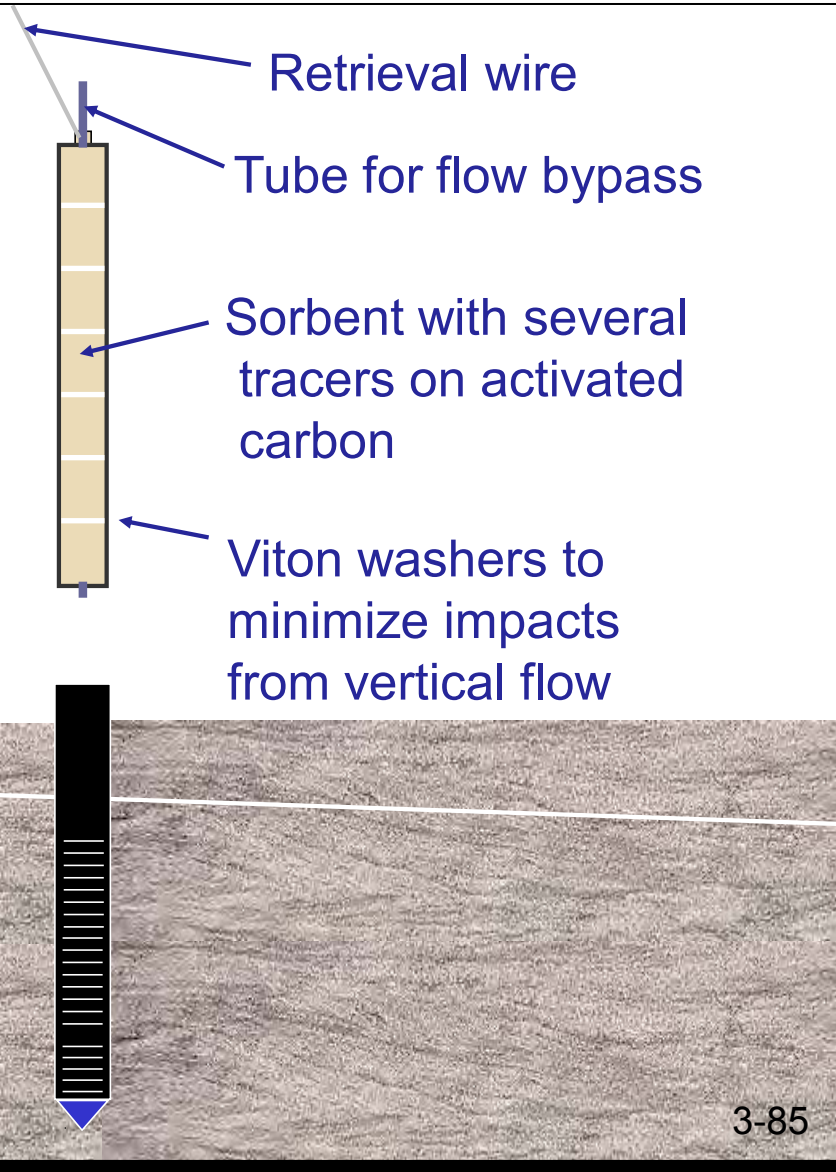 Retrieval wire
Tube for flow bypass
Sorbent with several
tracers on activated
carbon
Viton washers to
minimize impacts
from vertical flow
3-85